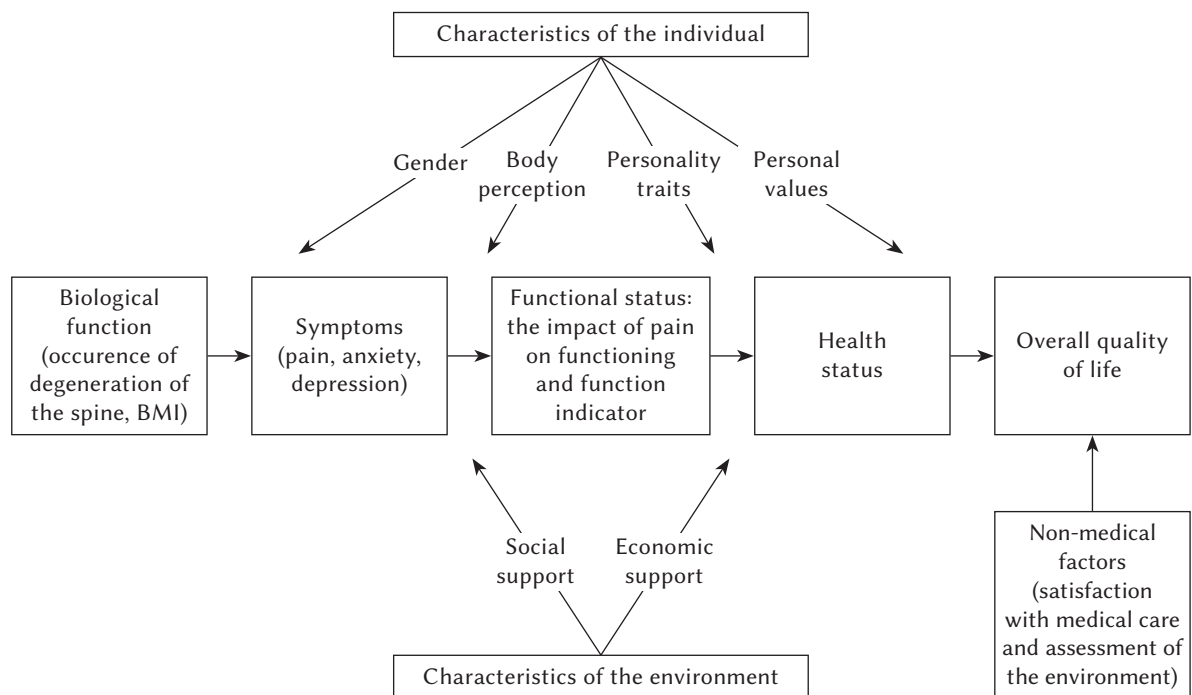 Characteristics of the individual
Gender
Body
perception
Personality
traits
Personal
values
Biological
function
(occurence of
degeneration of
the spine, BMI)
Symptoms
(pain, anxiety,
depression)
Functional status:
the impact of pain
on functioning
and function
indicator
Health
status
Overall quality
of life
Social
support
Economic
support
Non-medical
factors
(satisfaction
with medical care
and assessment of
the environment)
Characteristics of the environment